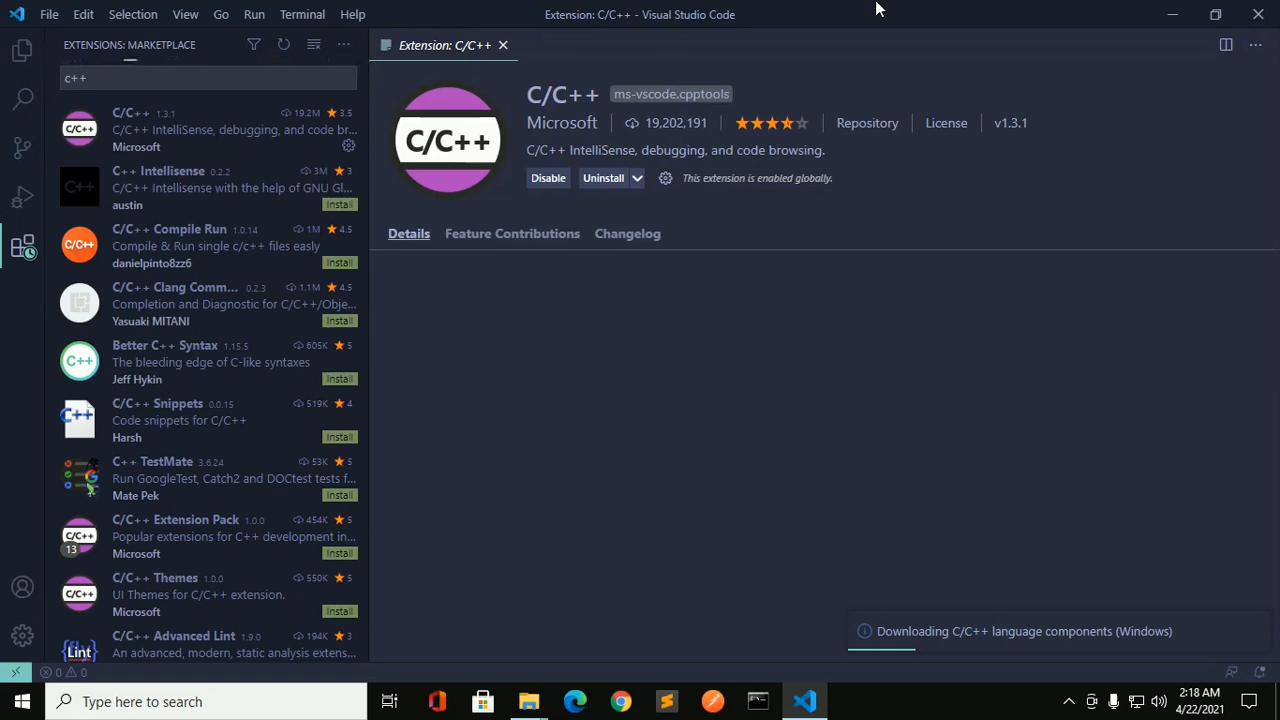 File Edit Selection View Go Run Terminal Help
Extension: C/C++ - Visual Studio Code
EXTENSIONS: MARKETPLACE
c++
C/C++ 1.3.1 19.2M 3.5
C/C++ IntelliSense, debugging, and code br...
Microsoft
C++ Intellisense 0.2.2 3M 3
C/C++ Intellisense with the help of GNU Gl...
austin Install
C/C++ Compile Run 1.0.14 1M 4.5
Compile & Run single c/c++ files easily
danielpinto8zz6 Install
C/C++ Clang Comm... 0.2.3 1.1M 4.5
Completion and Diagnostic for C/C++/Obje...
Yasuaki MITANI Install
Better C++ Syntax 1.15.5 605K 5
The bleeding edge of C-like syntaxes
Jeff Hykin Install
C/C++ Snippets 0.0.15 519K 4
Code snippets for C/C++
Harsh Install
C++ TestMate 3.6.24 53K 5
Run GoogleTest, Catch2 and DOCtest tests f...
Mate Pek Install
C/C++ Extension Pack 1.0.0 454K 5
Popular extensions for C++ development in...
13 Microsoft Install
C/C++ Themes 1.0.0 550K 5
UI Themes for C/C++ extension.
Microsoft Install
C/C++ Advanced Lint 1.9.0 194K 3
An advanced, modern, static analysis extens...
C/C++
C/C++
C++
C++
C/C++
C/C++
Lint
Extension: C/C++
C/C++
C/C++ ms-vscode.cpptools
Microsoft 19,202,191 Repository License v1.3.1
C/C++ IntelliSense, debugging, and code browsing.
Disable Uninstall This extension is enabled globally.
Details Feature Contributions Changelog
Downloading C/C++ language components (Windows)
0 0
Type here to search
2:18 AM
4/22/2021